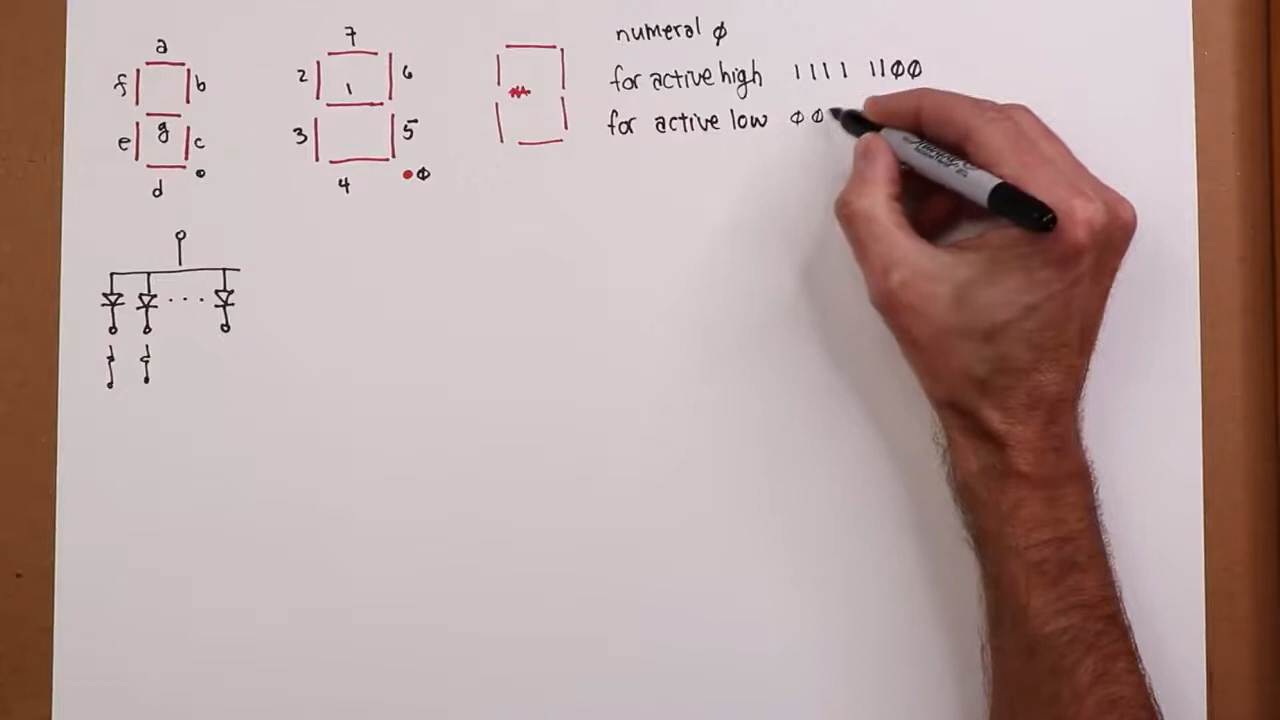 a
f b
g
e c
d
7
2 6
1
3 5
4 φ
numeral φ
for active high 1111 11φφ
for active low φφ